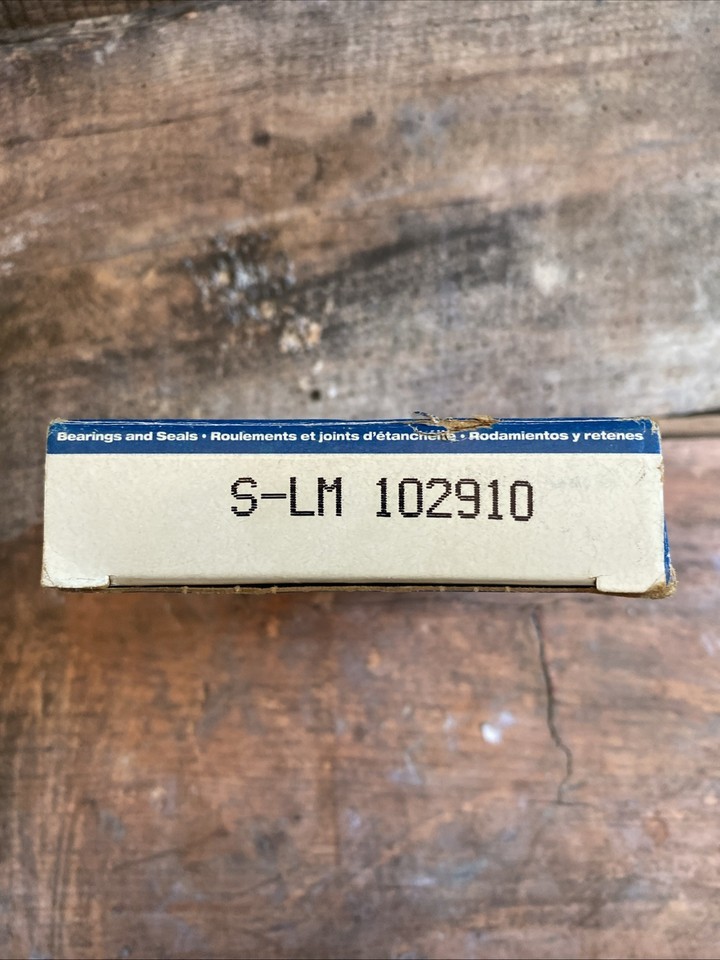 Bearings and Seals • Roulements et joints d'étanchéité • Rodamientos y retenes
S-LM 102910